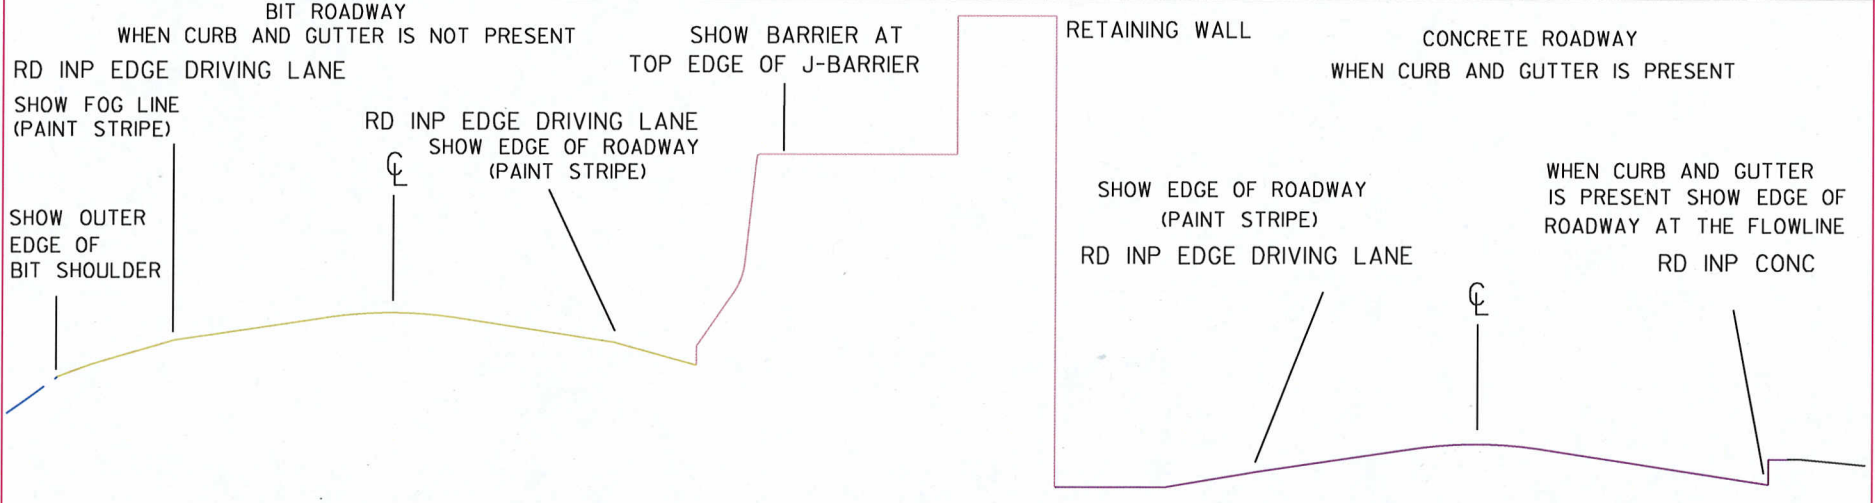 BIT ROADWAY
WHEN CURB AND GUTTER IS NOT PRESENT
RD INP EDGE DRIVING LANE
SHOW FOG LINE
(PAINT STRIPE)
SHOW OUTER
EDGE OF
BIT SHOULDER
RD INP EDGE DRIVING LANE
SHOW EDGE OF ROADWAY
(PAINT STRIPE)
CL
SHOW BARRIER AT
TOP EDGE OF J-BARRIER
RETAINING WALL
CONCRETE ROADWAY
WHEN CURB AND GUTTER IS PRESENT
SHOW EDGE OF ROADWAY
(PAINT STRIPE)
RD INP EDGE DRIVING LANE
CL
WHEN CURB AND GUTTER
IS PRESENT SHOW EDGE OF
ROADWAY AT THE FLOWLINE
RD INP CONC